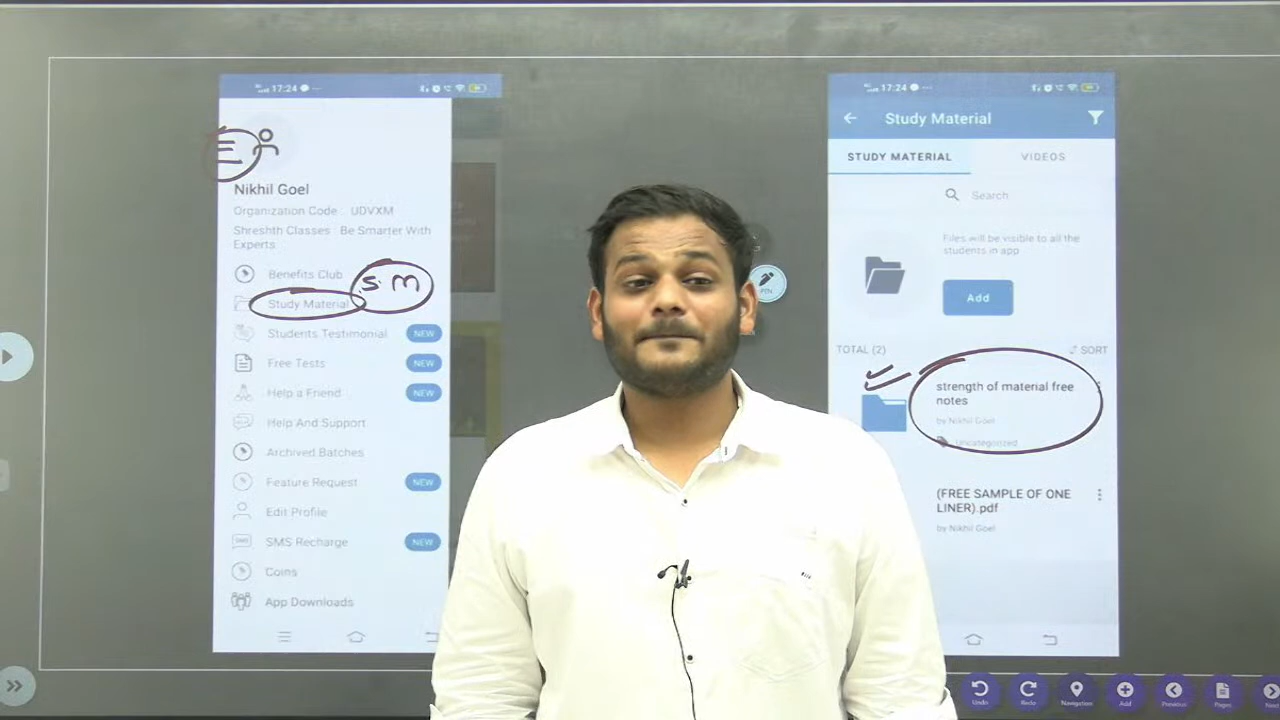 17:24
Nikhil Goel
Organization Code UDVXM
Shreshth Classes Be Smarter With
Experts
Benefits Club
S. M
Study Material
Students Testimonial NEW
Free Tests NEW
Help a Friend NEW
Help And Support
Archived Batches
Feature Request NEW
Edit Profile
SMS Recharge NEW
Coins
App Downloads
17:24
Study Material
STUDY MATERIAL VIDEOS
Search
Files will be visible to all the
students in app
Add
TOTAL (2) SORT
strength of material free
notes
by Nikhil Goel
Uncategorized
(FREE SAMPLE OF ONE
LINER).pdf
by Nikhil Goel
Undo Redo Navigation Add Previous Pages